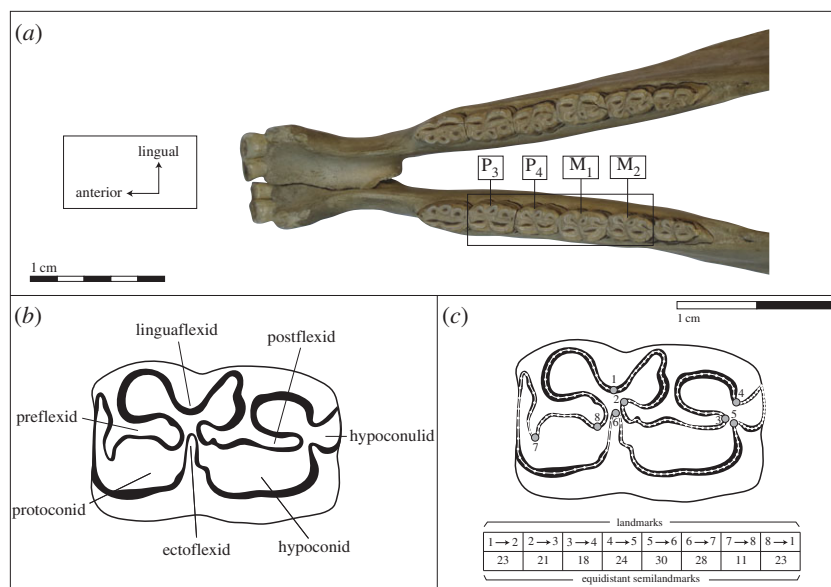 (a)
lingual
anterior
P3 P4 M1 M2
1 cm
(b)
linguaflexid
postflexid
preflexid
hypoconulid
protoconid
ectoflexid
hypoconid
(c)
1 cm
1
2
4
5
6
8
7
landmarks
1→2 2→3 3→4 4→5 5→6 6→7 7→8 8→1
23 21 18 24 30 28 11 23
equidistant semilandmarks